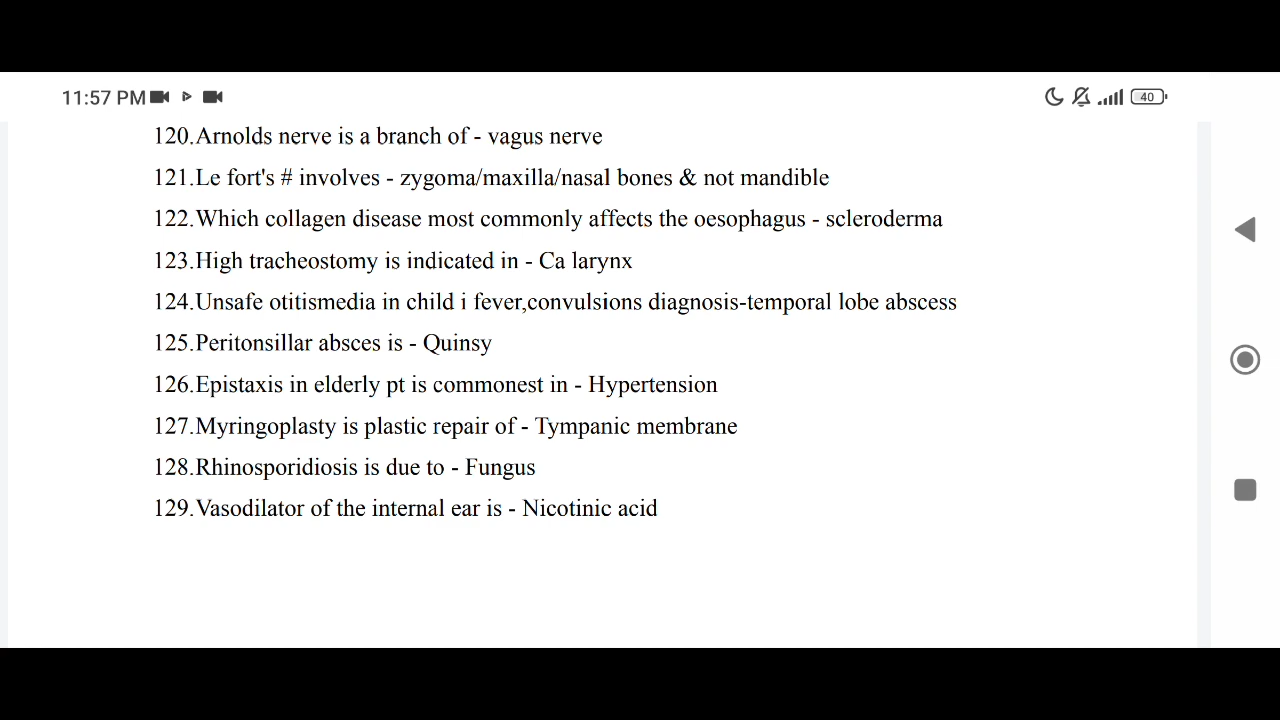 11:57 PM
40
120.Arnolds nerve is a branch of - vagus nerve
121.Le fort's # involves - zygoma/maxilla/nasal bones & not mandible
122.Which collagen disease most commonly affects the oesophagus - scleroderma
123.High tracheostomy is indicated in - Ca larynx
124.Unsafe otitismedia in child i fever,convulsions diagnosis-temporal lobe abscess
125.Peritonsillar absces is - Quinsy
126.Epistaxis in elderly pt is commonest in - Hypertension
127.Myringoplasty is plastic repair of - Tympanic membrane
128.Rhinosporidiosis is due to - Fungus
129.Vasodilator of the internal ear is - Nicotinic acid